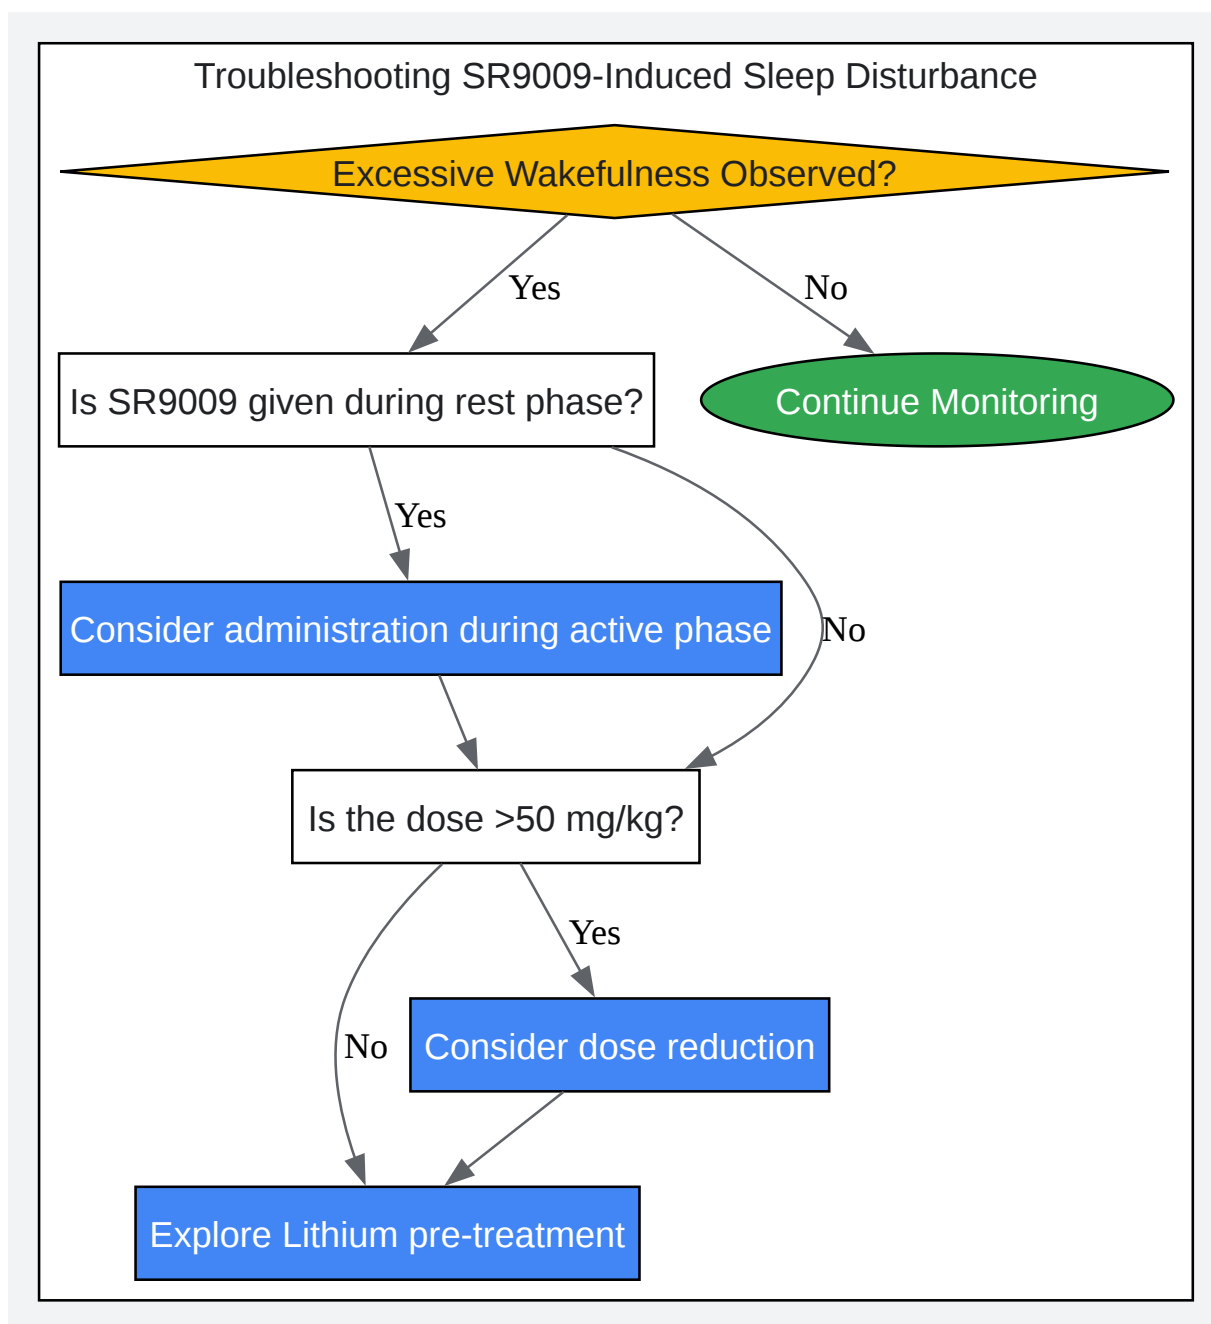 Troubleshooting SR9009-Induced Sleep Disturbance
Excessive Wakefulness Observed?
Yes
No
Is SR9009 given during rest phase?
Continue Monitoring
Yes
Consider administration during active phase
No
Is the dose >50 mg/kg?
Yes
No
Consider dose reduction
Explore Lithium pre-treatment